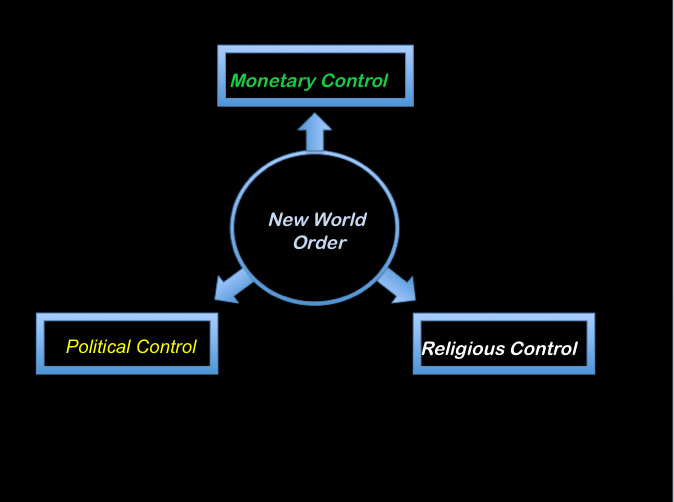 Monetary Control
New World
Order
Political Control
Religious Control